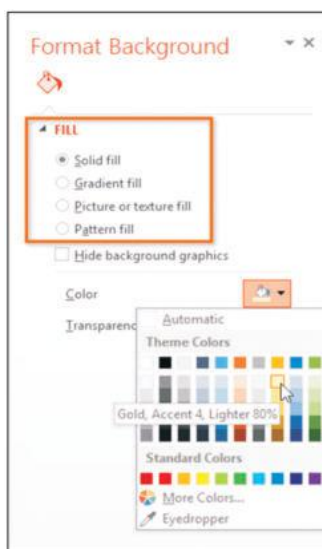 Format Background
FILL
Solid fill
Gradient fill
Picture or texture fill
Pattern fill
Hide background graphics
Color
Automatic
Transparenc
Theme Colors
Gold, Accent 4, Lighter 80%
Standard Colors
More Colors...
Eyedropper